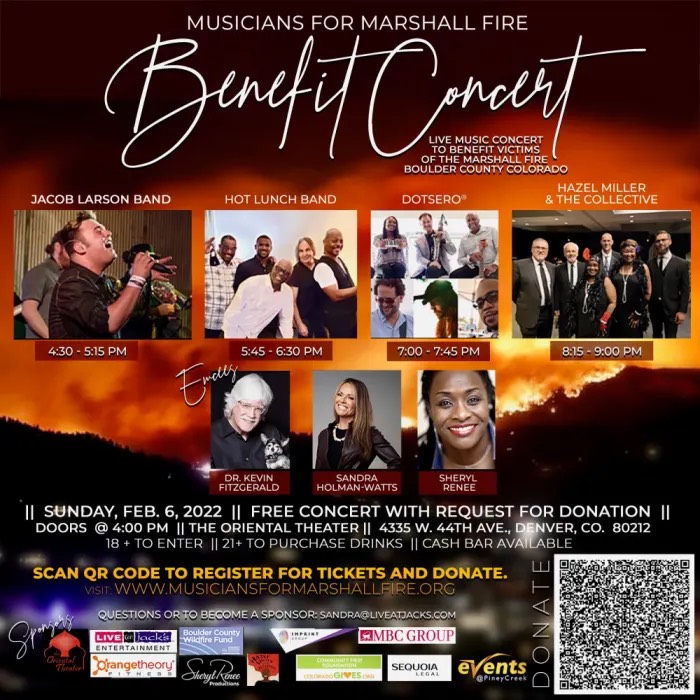 MUSICIANS FOR MARSHALL FIRE
Benefit Concert
LIVE MUSIC CONCERT
TO BENEFIT VICTIMS
OF THE MARSHALL FIRE
BOULDER COUNTY COLORADO
JACOB LARSON BAND
HOT LUNCH BAND
DOTSERO®
HAZEL MILLER
& THE COLLECTIVE
4:30 - 5:15 PM
5:45 - 6:30 PM
7:00 - 7:45 PM
8:15 - 9:00 PM
Emcees
DR. KEVIN
FITZGERALD
SANDRA
HOLMAN-WATTS
SHERYL
RENEE
|| SUNDAY, FEB. 6, 2022 || FREE CONCERT WITH REQUEST FOR DONATION ||
DOORS @ 4:00 PM || THE ORIENTAL THEATER || 4335 W. 44TH AVE., DENVER, CO. 80212
18 + TO ENTER || 21+ TO PURCHASE DRINKS || CASH BAR AVAILABLE
SCAN QR CODE TO REGISTER FOR TICKETS AND DONATE.
VISIT: WWW.MUSICIANSFORMARSHALLFIRE.ORG
DONATE
QUESTIONS OR TO BECOME A SPONSOR: SANDRA@LIVEATJACKS.COM
Sponsors
Oriental
Theater
LIVE @ Jack's
ENTERTAINMENT
Boulder County
Wildfire Fund
IMPRINT
GROUP
MBC GROUP
Orangetheory
FITNESS
Sheryl Renee
Productions
COMMUNITY FIRST
FOUNDATION
COLORADO GIVES.ORG
SEQUOIA
LEGAL
events
@PineyCreek